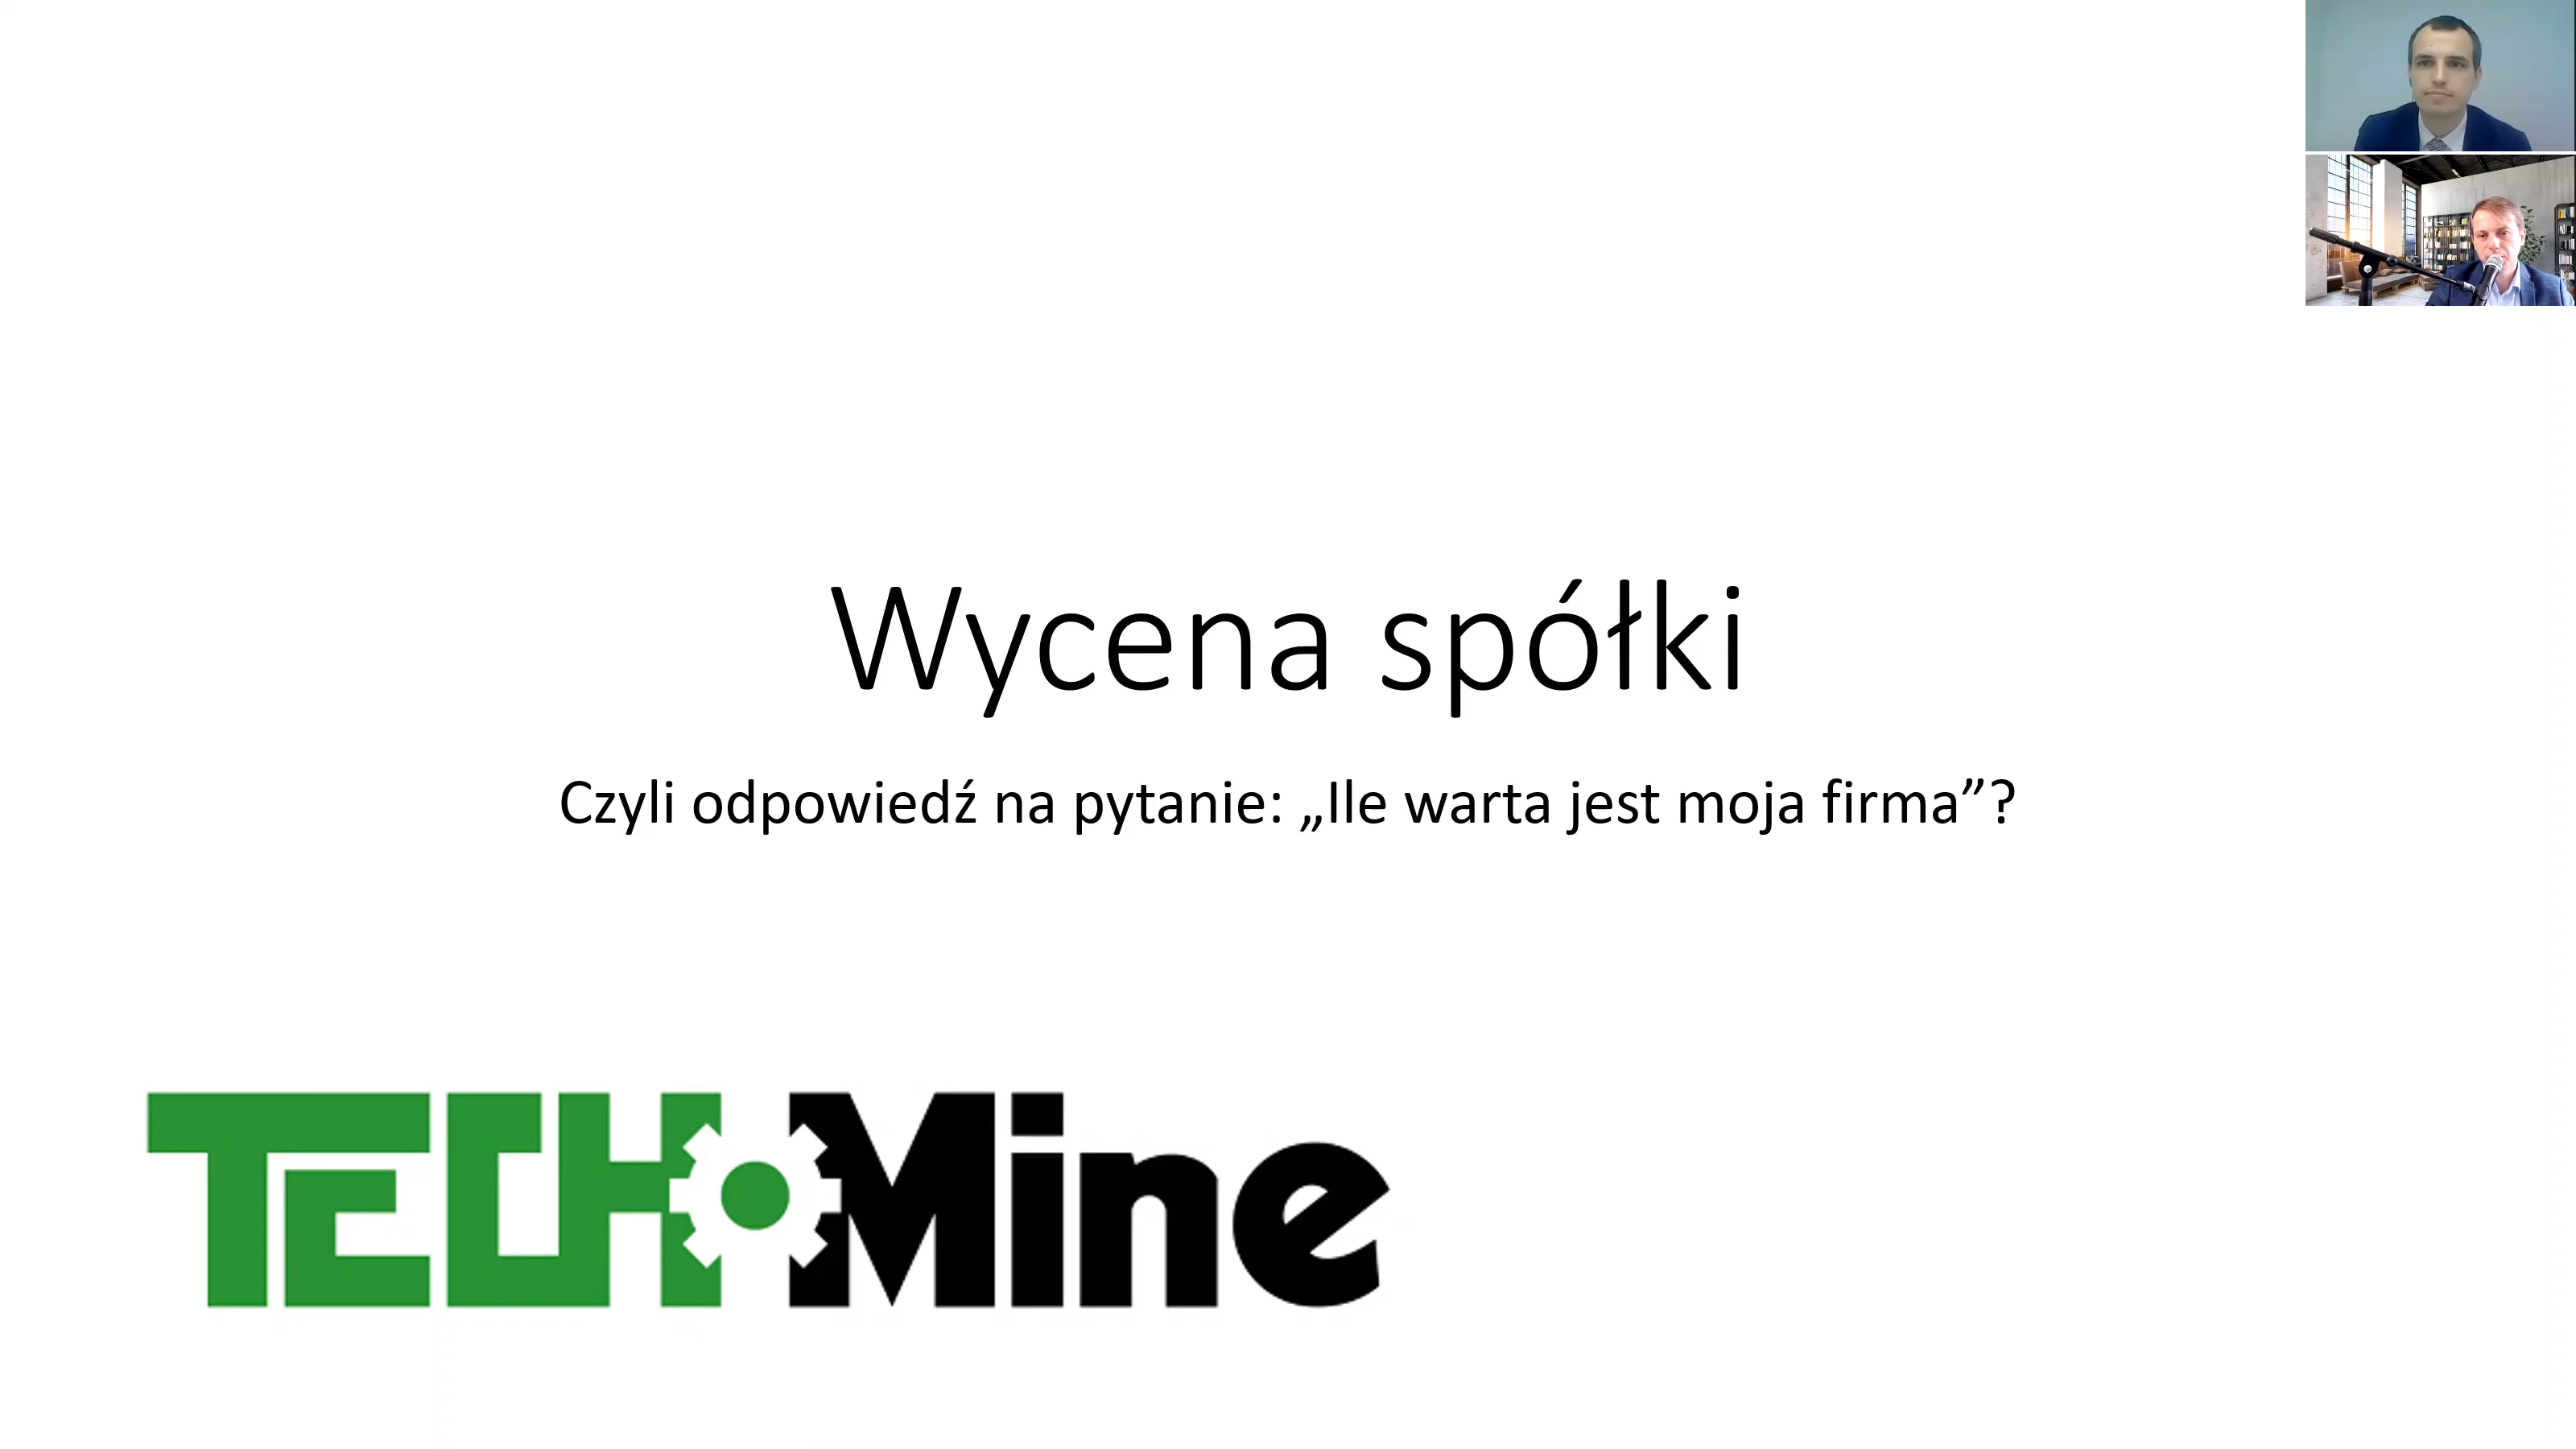 Wycena spółki
Czyli odpowiedź na pytanie: „Ile warta jest moja firma”?
TECH Mine